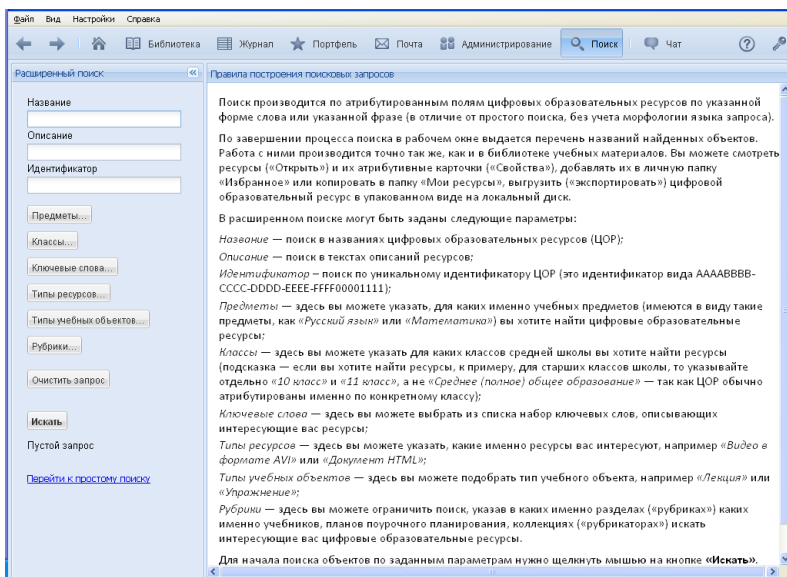 Файл Вид Настройки Справка
Библиотека Журнал Портфель Почта Администрирование Поиск Чат
Расширенный поиск
Название
Описание
Идентификатор
Предметы...
Классы...
Ключевые слова...
Типы ресурсов...
Типы учебных объектов...
Рубрики...
Очистить запрос
Искать
Пустой запрос
Перейти к простому поиску
Правила построения поисковых запросов
Поиск производится по атрибутированным полям цифровых образовательных ресурсов по указанной
форме слова или указанной фразе (в отличие от простого поиска, без учета морфологии языка запроса).
По завершении процесса поиска в рабочем окне выдается перечень названий найденных объектов.
Работа с ними производится точно так же, как и в библиотеке учебных материалов. Вы можете смотреть
ресурсы («Открыть») и их атрибутивные карточки («Свойства»), добавлять их в личную папку
«Избранное» или копировать в папку «Мои ресурсы», выгрузить («экспортировать») цифровой
образовательный ресурс в упакованном виде на локальный диск.
В расширенном поиске могут быть заданы следующие параметры:
Название — поиск в названиях цифровых образовательных ресурсов (ЦОР);
Описание — поиск в текстах описаний ресурсов;
Идентификатор – поиск по уникальному идентификатору ЦОР (это идентификатор вида AAAABBBB-
CCCC-DDDD-EEEE-FFFF00001111);
Предметы — здесь вы можете указать, для каких именно учебных предметов (имеются в виду такие
предметы, как «Русский язык» или «Математика») вы хотите найти цифровые образовательные
ресурсы;
Классы — здесь вы можете указать для каких классов средней школы вы хотите найти ресурсы
(подсказка — если вы хотите найти ресурсы, к примеру, для старших классов школы, то указывайте
отдельно «10 класс» и «11 класс», а не «Среднее (полное) общее образование» — так как ЦОР обычно
атрибутированы именно по конкретному классу);
Ключевые слова — здесь вы можете выбрать из списка набор ключевых слов, описывающих
интересующие вас ресурсы;
Типы ресурсов — здесь вы можете указать, какие именно ресурсы вас интересуют, например «Видео в
формате AVI» или «Документ HTML»;
Типы учебных объектов — здесь вы можете подобрать тип учебного объекта, например «Лекция» или
«Упражнение»;
Рубрики — здесь вы можете ограничить поиск, указав в каких именно разделах («рубриках») каких
именно учебников, планов поурочного планирования, коллекциях («рубрикаторах») искать
интересующие вас цифровые образовательные ресурсы.
Для начала поиска объектов по заданным параметрам нужно щелкнуть мышью на кнопке «Искать».